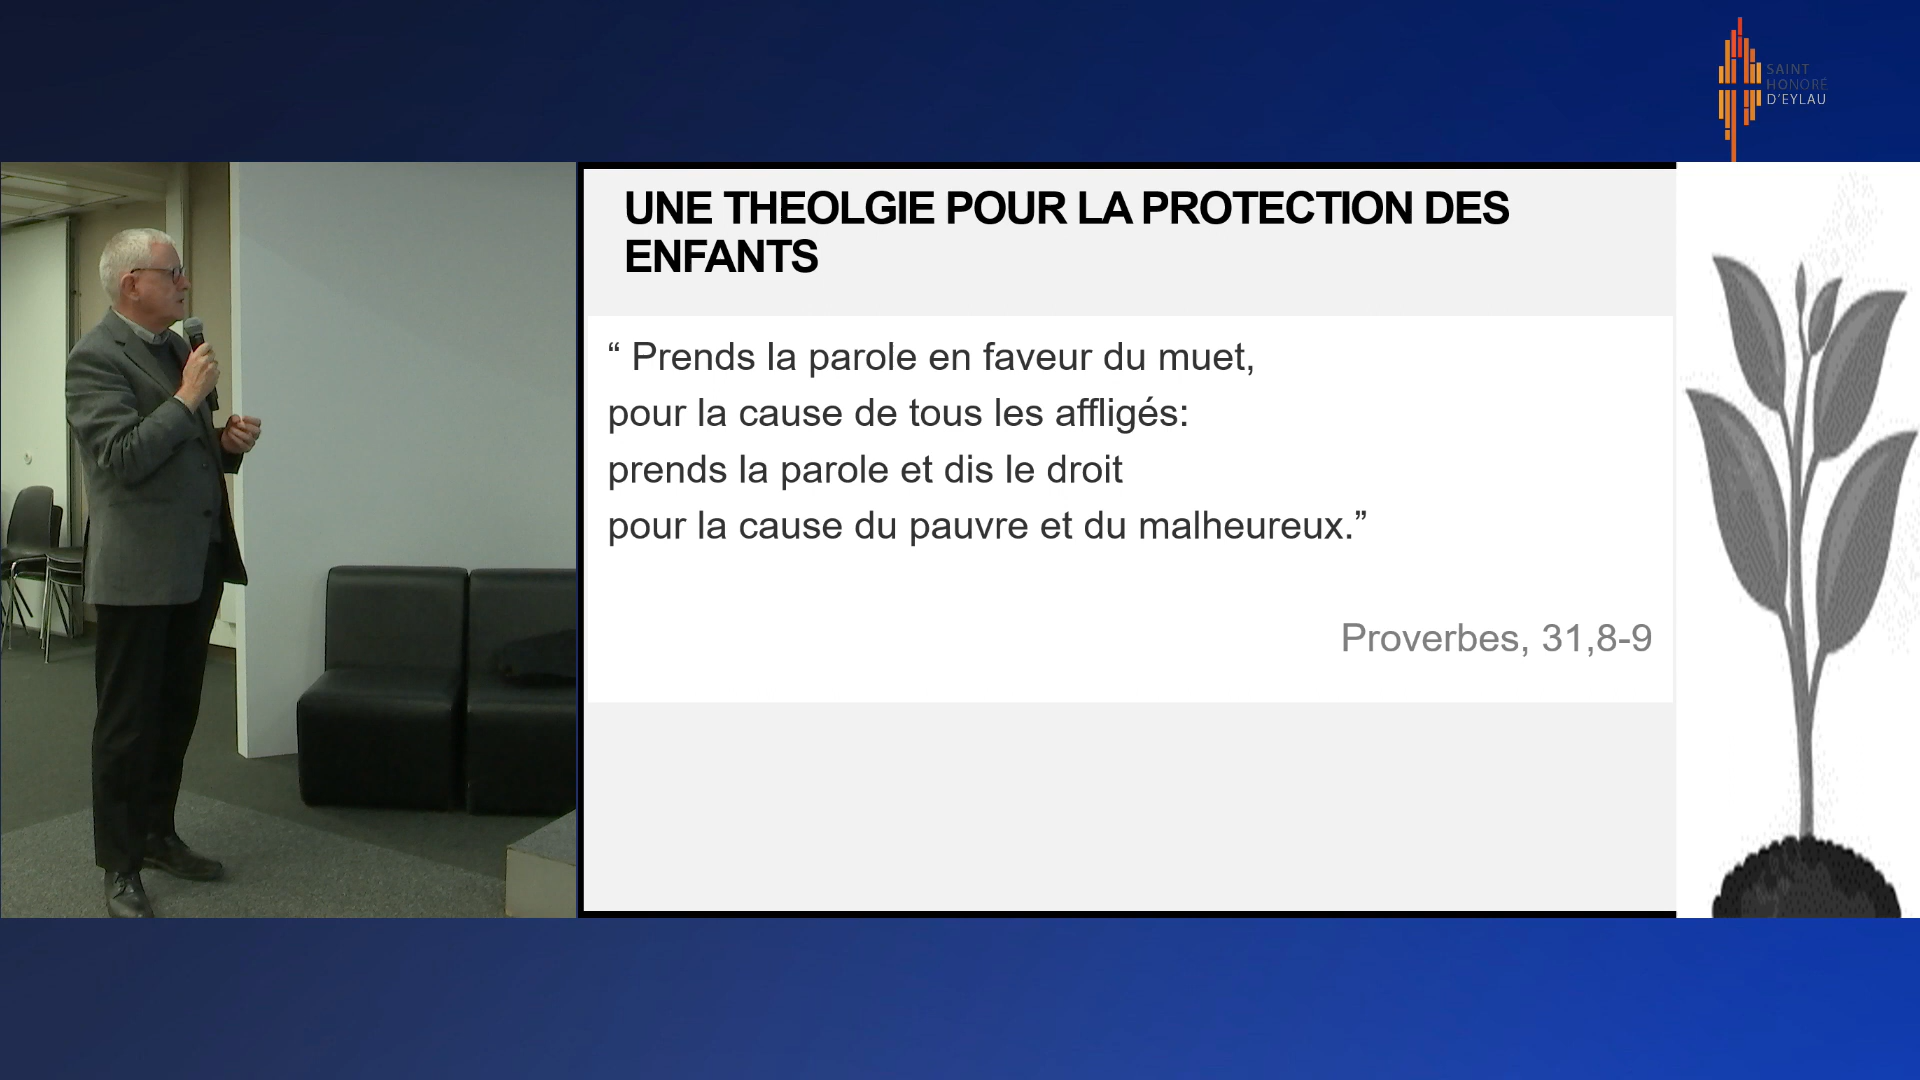 SAINT
HONORÉ
D'EYLAU
UNE THEOLGIE POUR LA PROTECTION DES
ENFANTS
“ Prends la parole en faveur du muet,
pour la cause de tous les affligés:
prends la parole et dis le droit
pour la cause du pauvre et du malheureux.”
Proverbes, 31,8-9